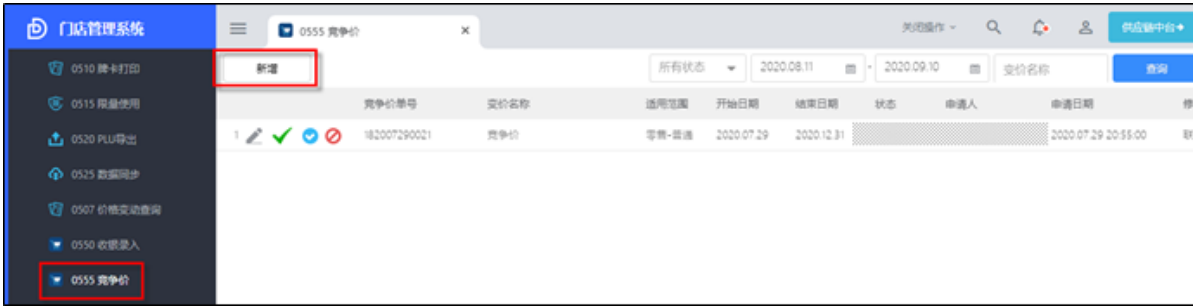 门店管理系统
0555 竞争价
×
关闭操作
供应链中台
0510 牌卡打印
0515 限量使用
0520 PLU导出
0525 数据同步
0507 价格变动查询
0550 收银录入
0555 竞争价
新增
所有状态
2020.08.11 - 2020.09.10
变价名称
查询
竞争价单号 变价名称 适用范围 开始日期 结束日期 状态 申请人 申请日期 修
1 182007290021 竞争价 零售-普通 2020.07.29 2020.12.31 2020.07.29 20:55:00